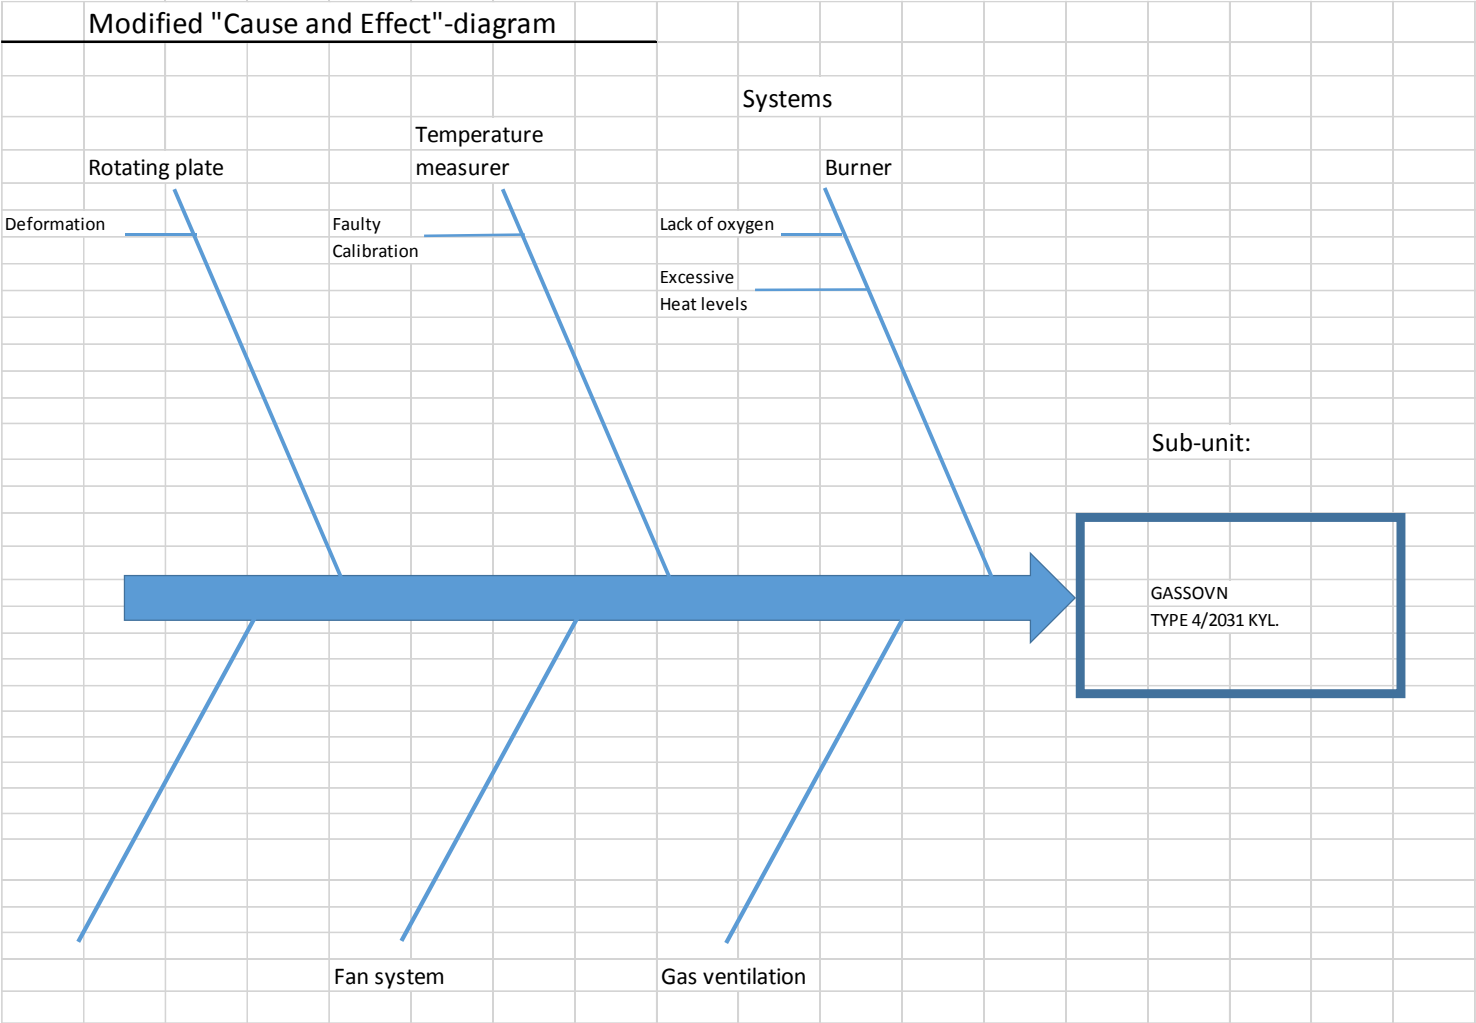 Modified "Cause and Effect"-diagram
Systems
Temperature
measurer
Rotating plate
Burner
Deformation
Faulty
Calibration
Lack of oxygen
Excessive
Heat levels
Sub-unit:
GASSOVN
TYPE 4/2031 KYL.
Fan system
Gas ventilation